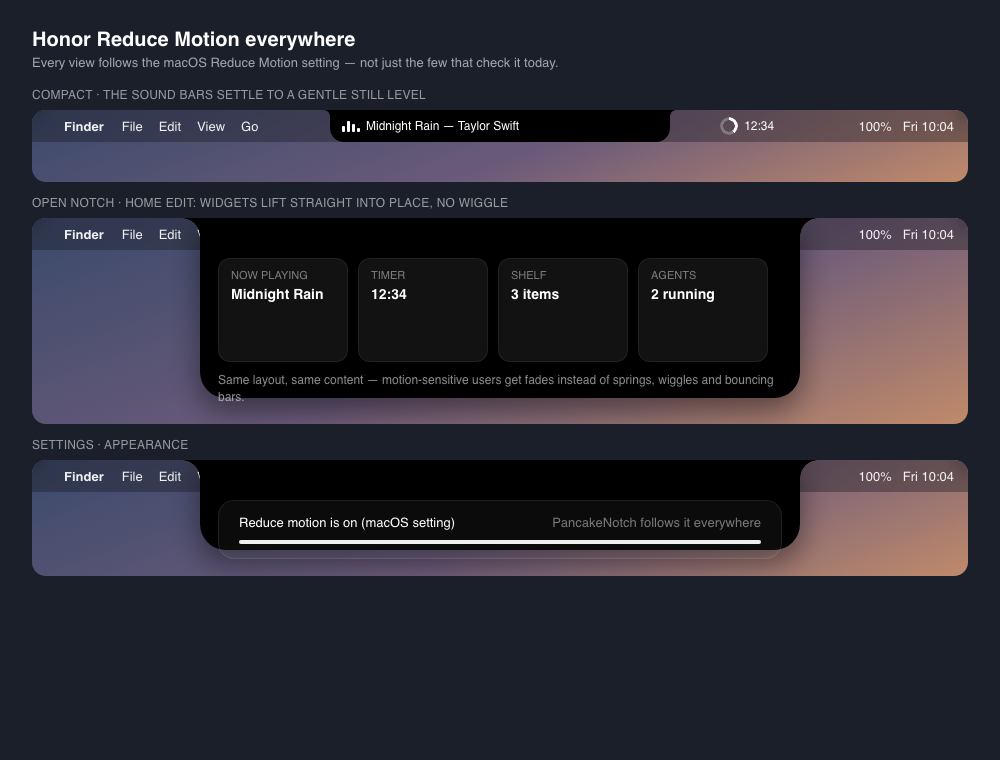 Honor Reduce Motion everywhere
Every view follows the macOS Reduce Motion setting — not just the few that check it today.
COMPACT · THE SOUND BARS SETTLE TO A GENTLE STILL LEVEL
Finder File Edit View Go Midnight Rain — Taylor Swift 12:34 100% Fri 10:04
OPEN NOTCH · HOME EDIT: WIDGETS LIFT STRAIGHT INTO PLACE, NO WIGGLE
Finder File Edit 100% Fri 10:04
NOW PLAYING TIMER SHELF AGENTS
Midnight Rain 12:34 3 items 2 running
Same layout, same content — motion-sensitive users get fades instead of springs, wiggles and bouncing
bars.
SETTINGS · APPEARANCE
Finder File Edit 100% Fri 10:04
Reduce motion is on (macOS setting) PancakeNotch follows it everywhere